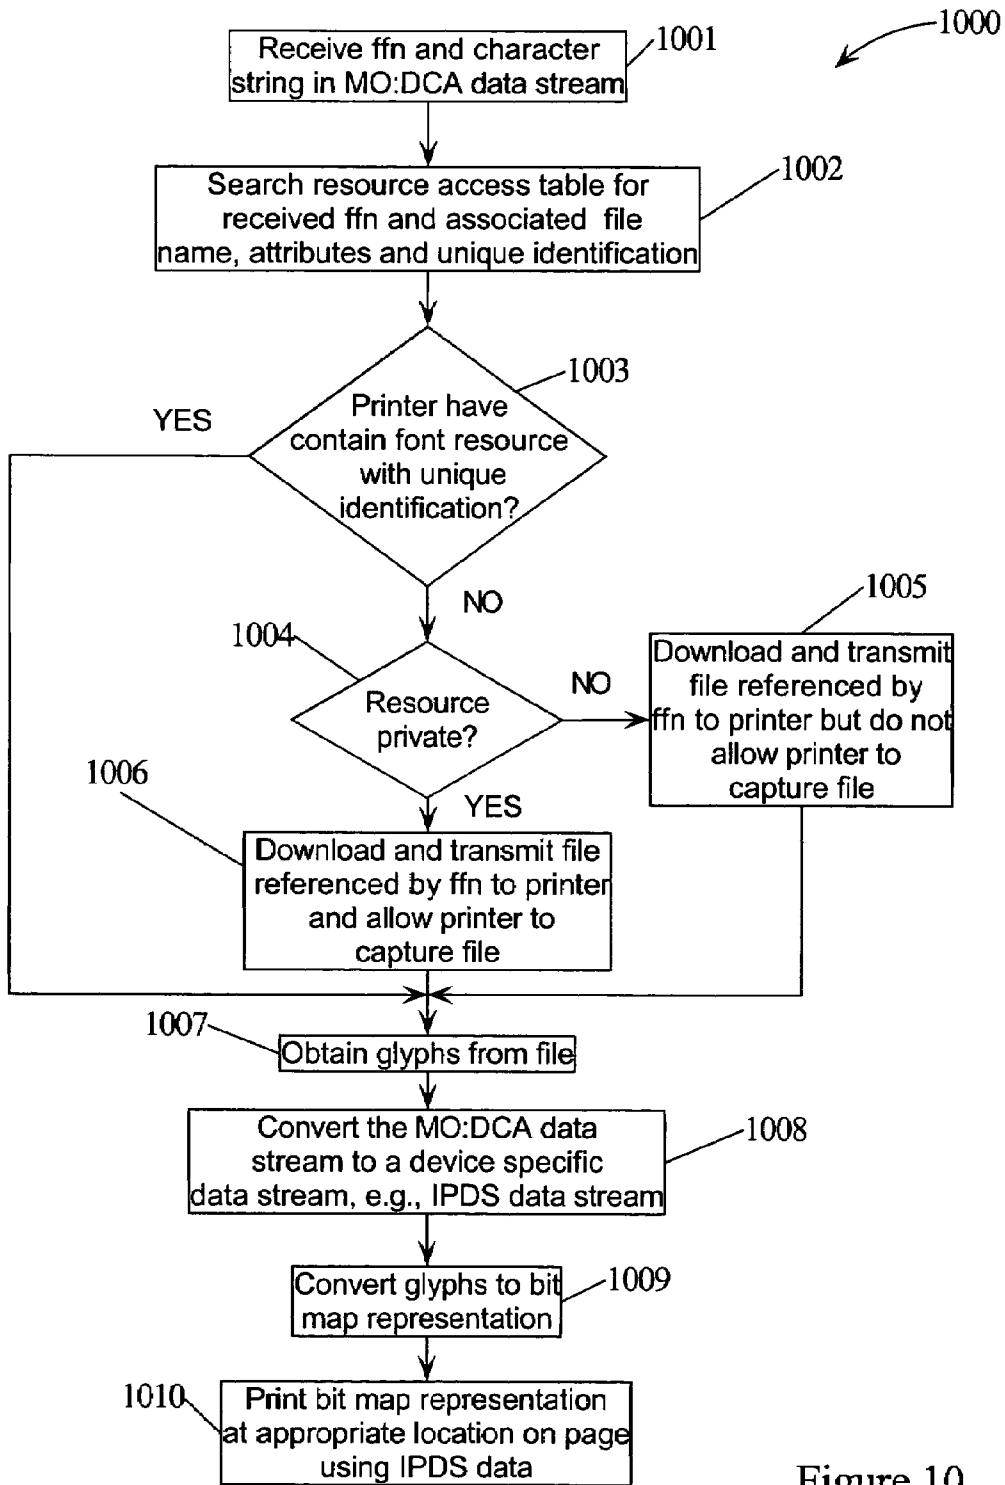 1000
Receive ffn and character
string in MO:DCA data stream
1001
Search resource access table for
received ffn and associated file
name, attributes and unique identification
1002
1003
YES
Printer have
contain font resource
with unique
identification?
NO
1005
1004
Download and transmit
file referenced by
ffn to printer but do not
allow printer to
capture file
Resource
private?
NO
1006
YES
Download and transmit file
referenced by ffn to printer
and allow printer to
capture file
1007
Obtain glyphs from file
Convert the MO:DCA data
stream to a device specific
data stream, e.g., IPDS data stream
1008
Convert glyphs to bit
map representation
1009
1010
Print bit map representation
at appropriate location on page
using IPDS data
Figure 10